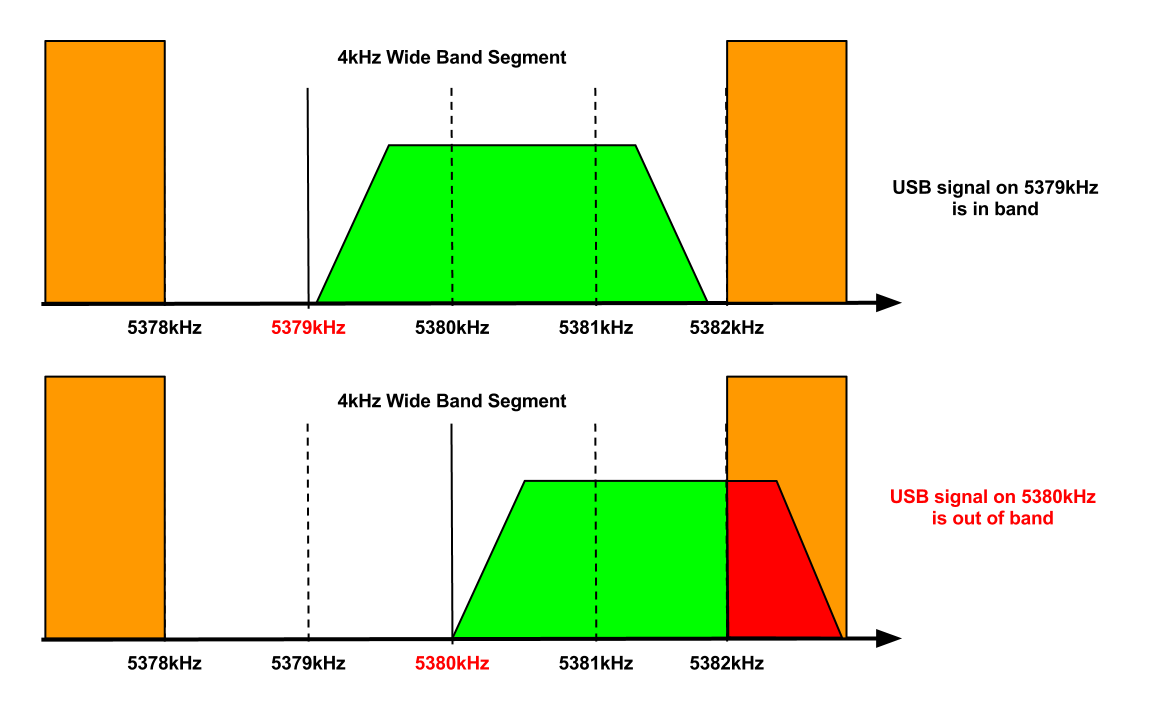 4kHz Wide Band Segment
USB signal on 5379kHz
is in band
5378kHz 5379kHz 5380kHz 5381kHz 5382kHz
4kHz Wide Band Segment
USB signal on 5380kHz
is out of band
5378kHz 5379kHz 5380kHz 5381kHz 5382kHz